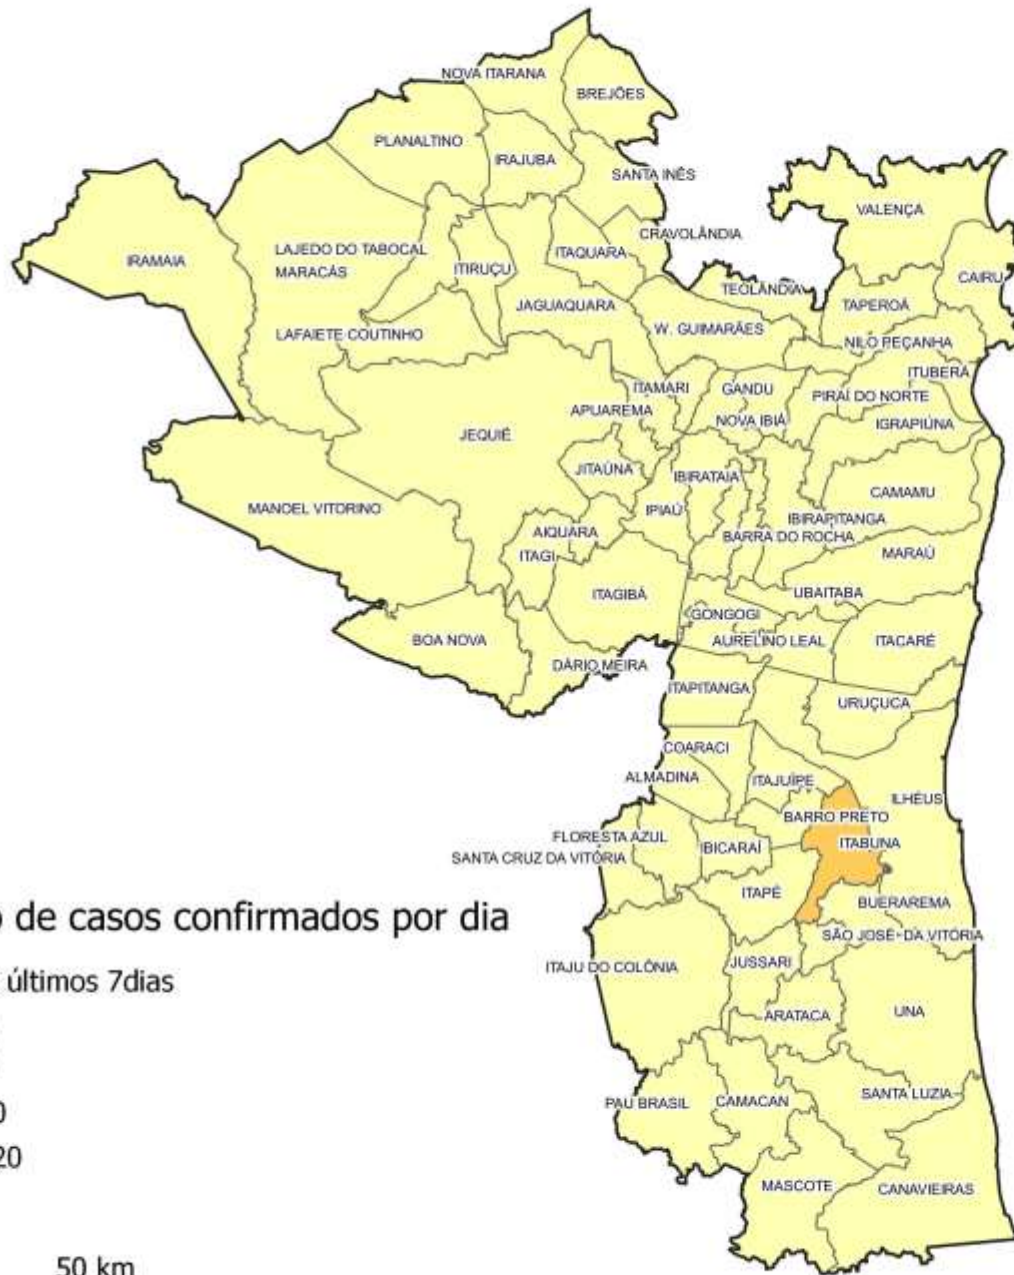 NOVA ITARANA
BREJÕES
PLANALTINO
IRAJUBA
SANTA INÊS
VALENÇA
CRAVOLÂNDIA
IRAMAIA
LAJEDO DO TABOCAL
ITAQUARA
MARACÁS
ITIRUÇU
CAIRU
TEOLÂNDIA
JAGUAQUARA
TAPEROÁ
LAFAIETE COUTINHO
W. GUIMARÃES
NILO PEÇANHA
ITUBERÁ
ITAMARI
GANDU
PIRAÍ DO NORTE
APUAREMA
NOVA IBIÁ
IGRAPIÚNA
JEQUIÉ
JITAÚNA
IBIRATAIA
CAMAMU
MANOEL VITORINO
IPIAÚ
IBIRAPITANGA
AIQUARA
BARRA DO ROCHA
ITAGI
MARAÚ
ITAGIBÁ
UBAITABA
GONGOGI
BOA NOVA
AURELINO LEAL
ITACARÉ
DÁRIO MEIRA
ITAPITANGA
URUÇUCA
COARACI
ALMADINA
ITAJUÍPE
ILHÉUS
BARRO PRETO
FLORESTA AZUL
IBICARAÍ
ITABUNA
SANTA CRUZ DA VITÓRIA
ITAPÉ
BUERAREMA
de casos confirmados por dia
SÃO JOSÉ DA VITÓRIA
ITAJU DO COLÔNIA
JUSSARI
últimos 7dias
ARATACA
UNA
PAU BRASIL
CAMACAN
SANTA LUZIA
20
MASCOTE
CANAVIEIRAS
50 km